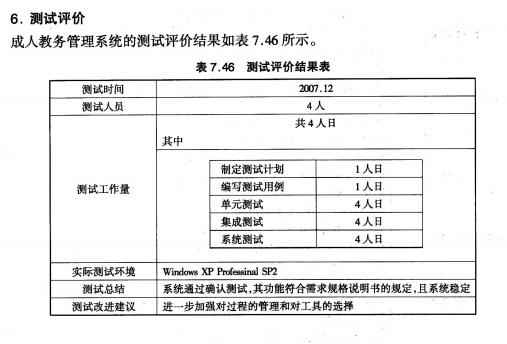 6. 测试评价
成人教务管理系统的测试评价结果如表 7.46 所示。
表 7.46 测试评价结果表
测试时间 2007.12
测试人员 4人
测试工作量 共4人日
其中
制定测试计划 1人日
编写测试用例 1人日
单元测试 4人日
集成测试 4人日
系统测试 4人日
实际测试环境 Windows XP Professinal SP2
测试总结 系统通过确认测试,其功能符合需求规格说明书的规定,且系统稳定
测试改进建议 进一步加强对过程的管理和对工具的选择